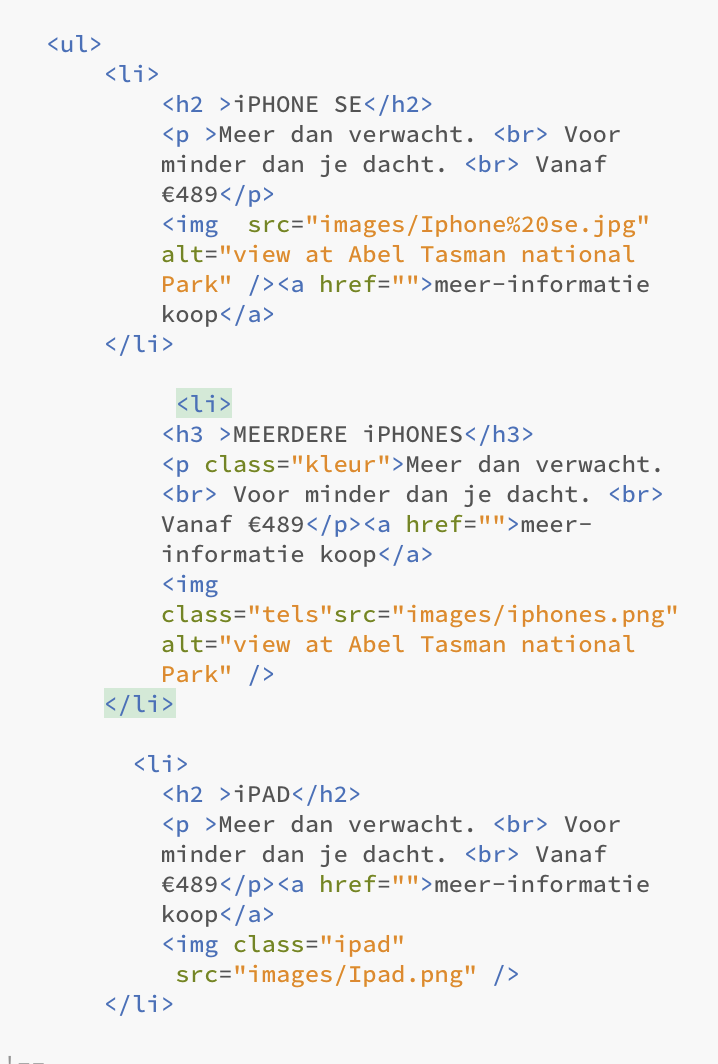 <ul>
<li>
<h2 >iPHONE SE</h2>
<p >Meer dan verwacht. <br> Voor
minder dan je dacht. <br> Vanaf
€489</p>
<img  src="images/Iphone%20se.jpg"
alt="view at Abel Tasman national
Park" /><a href="">meer-informatie
koop</a>
</li>
<li>
<h3 >MEERDERE iPHONES</h3>
<p class="kleur">Meer dan verwacht.
<br> Voor minder dan je dacht. <br>
Vanaf €489</p><a href="">meer-
informatie koop</a>
<img
class="tels"src="images/iphones.png"
alt="view at Abel Tasman national
Park" />
</li>
<li>
<h2 >iPAD</h2>
<p >Meer dan verwacht. <br> Voor
minder dan je dacht. <br> Vanaf
€489</p><a href="">meer-informatie
koop</a>
<img class="ipad"
src="images/Ipad.png" />
</li>